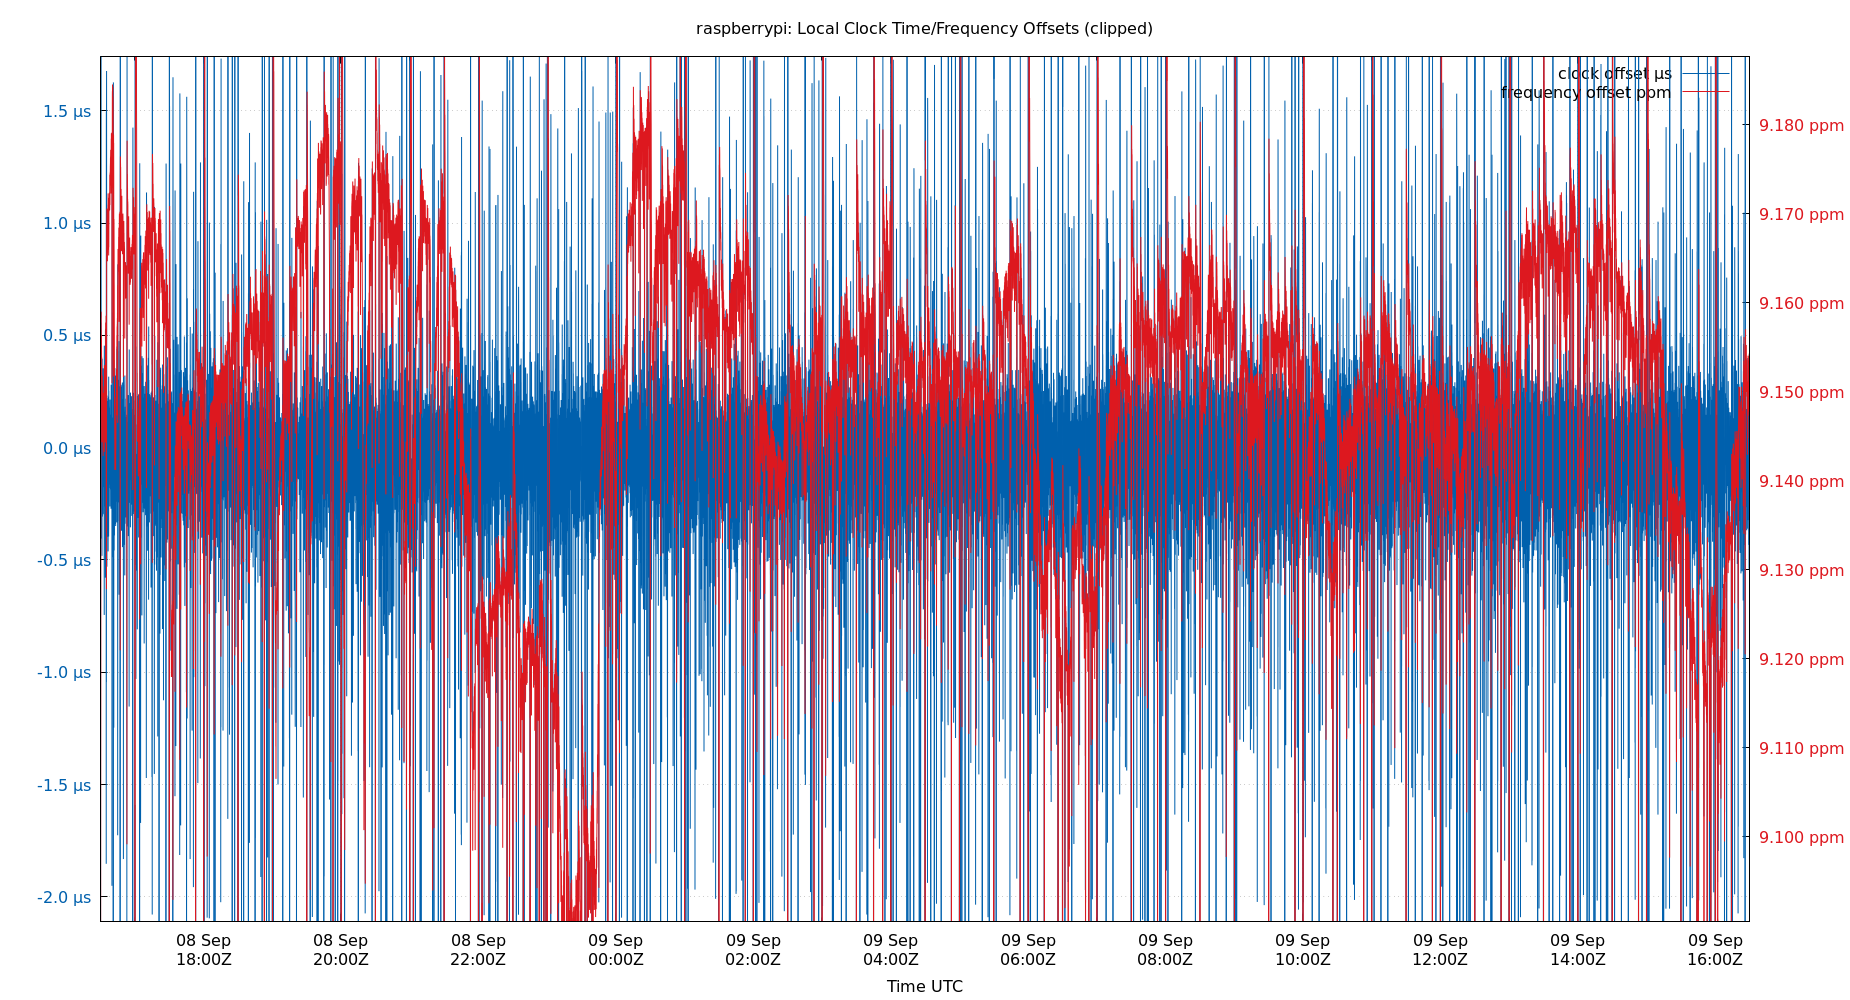 raspberrypi: Local Clock Time/Frequency Offsets (clipped)
clock offset µs
frequency offset ppm
1.5 µs
1.0 µs
0.5 µs
0.0 µs
-0.5 µs
-1.0 µs
-1.5 µs
-2.0 µs
9.180 ppm
9.170 ppm
9.160 ppm
9.150 ppm
9.140 ppm
9.130 ppm
9.120 ppm
9.110 ppm
9.100 ppm
08 Sep
18:00Z
08 Sep
20:00Z
08 Sep
22:00Z
09 Sep
00:00Z
09 Sep
02:00Z
09 Sep
04:00Z
09 Sep
06:00Z
09 Sep
08:00Z
09 Sep
10:00Z
09 Sep
12:00Z
09 Sep
14:00Z
09 Sep
16:00Z
Time UTC